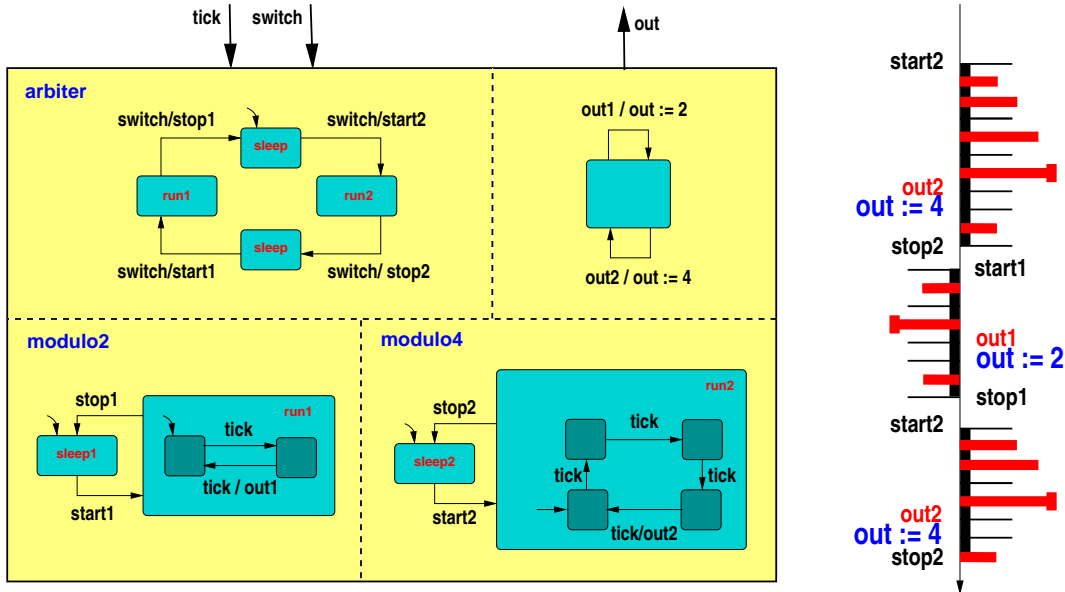 tick
switch
out
arbiter
switch/stop1
switch/start2
sleep
run1
run2
sleep
switch/start1
switch/ stop2
out1 / out := 2
out2 / out := 4
modulo2
stop1
run1
sleep1
tick
tick / out1
start1
modulo4
run2
stop2
sleep2
tick
tick
tick
start2
tick/out2
start2
out2
out := 4
stop2
start1
out1
out := 2
stop1
start2
out2
out := 4
stop2